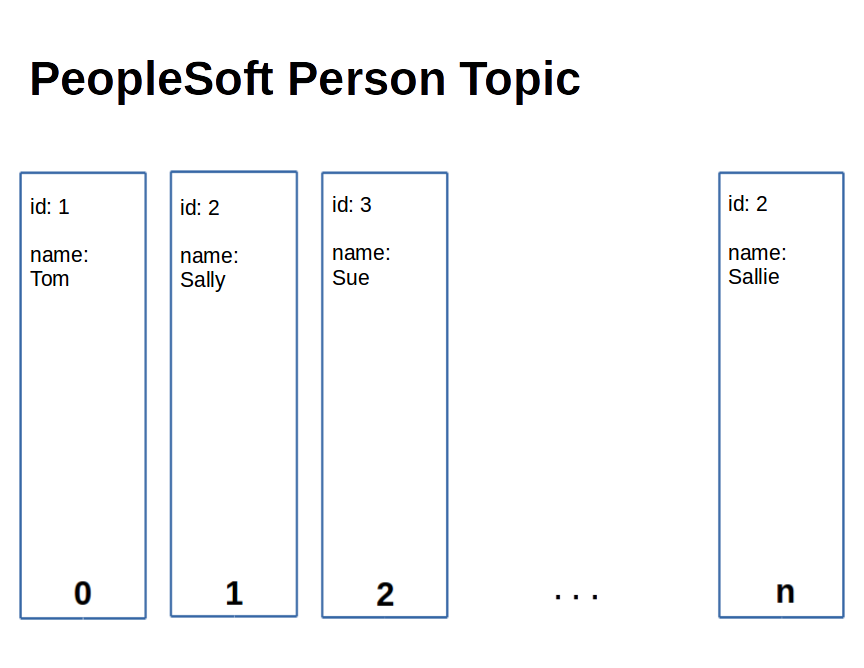 PeopleSoft Person Topic
id: 1
name:
Tom
0
id: 2
name:
Sally
1
id: 3
name:
Sue
2
. . .
id: 2
name:
Sallie
n